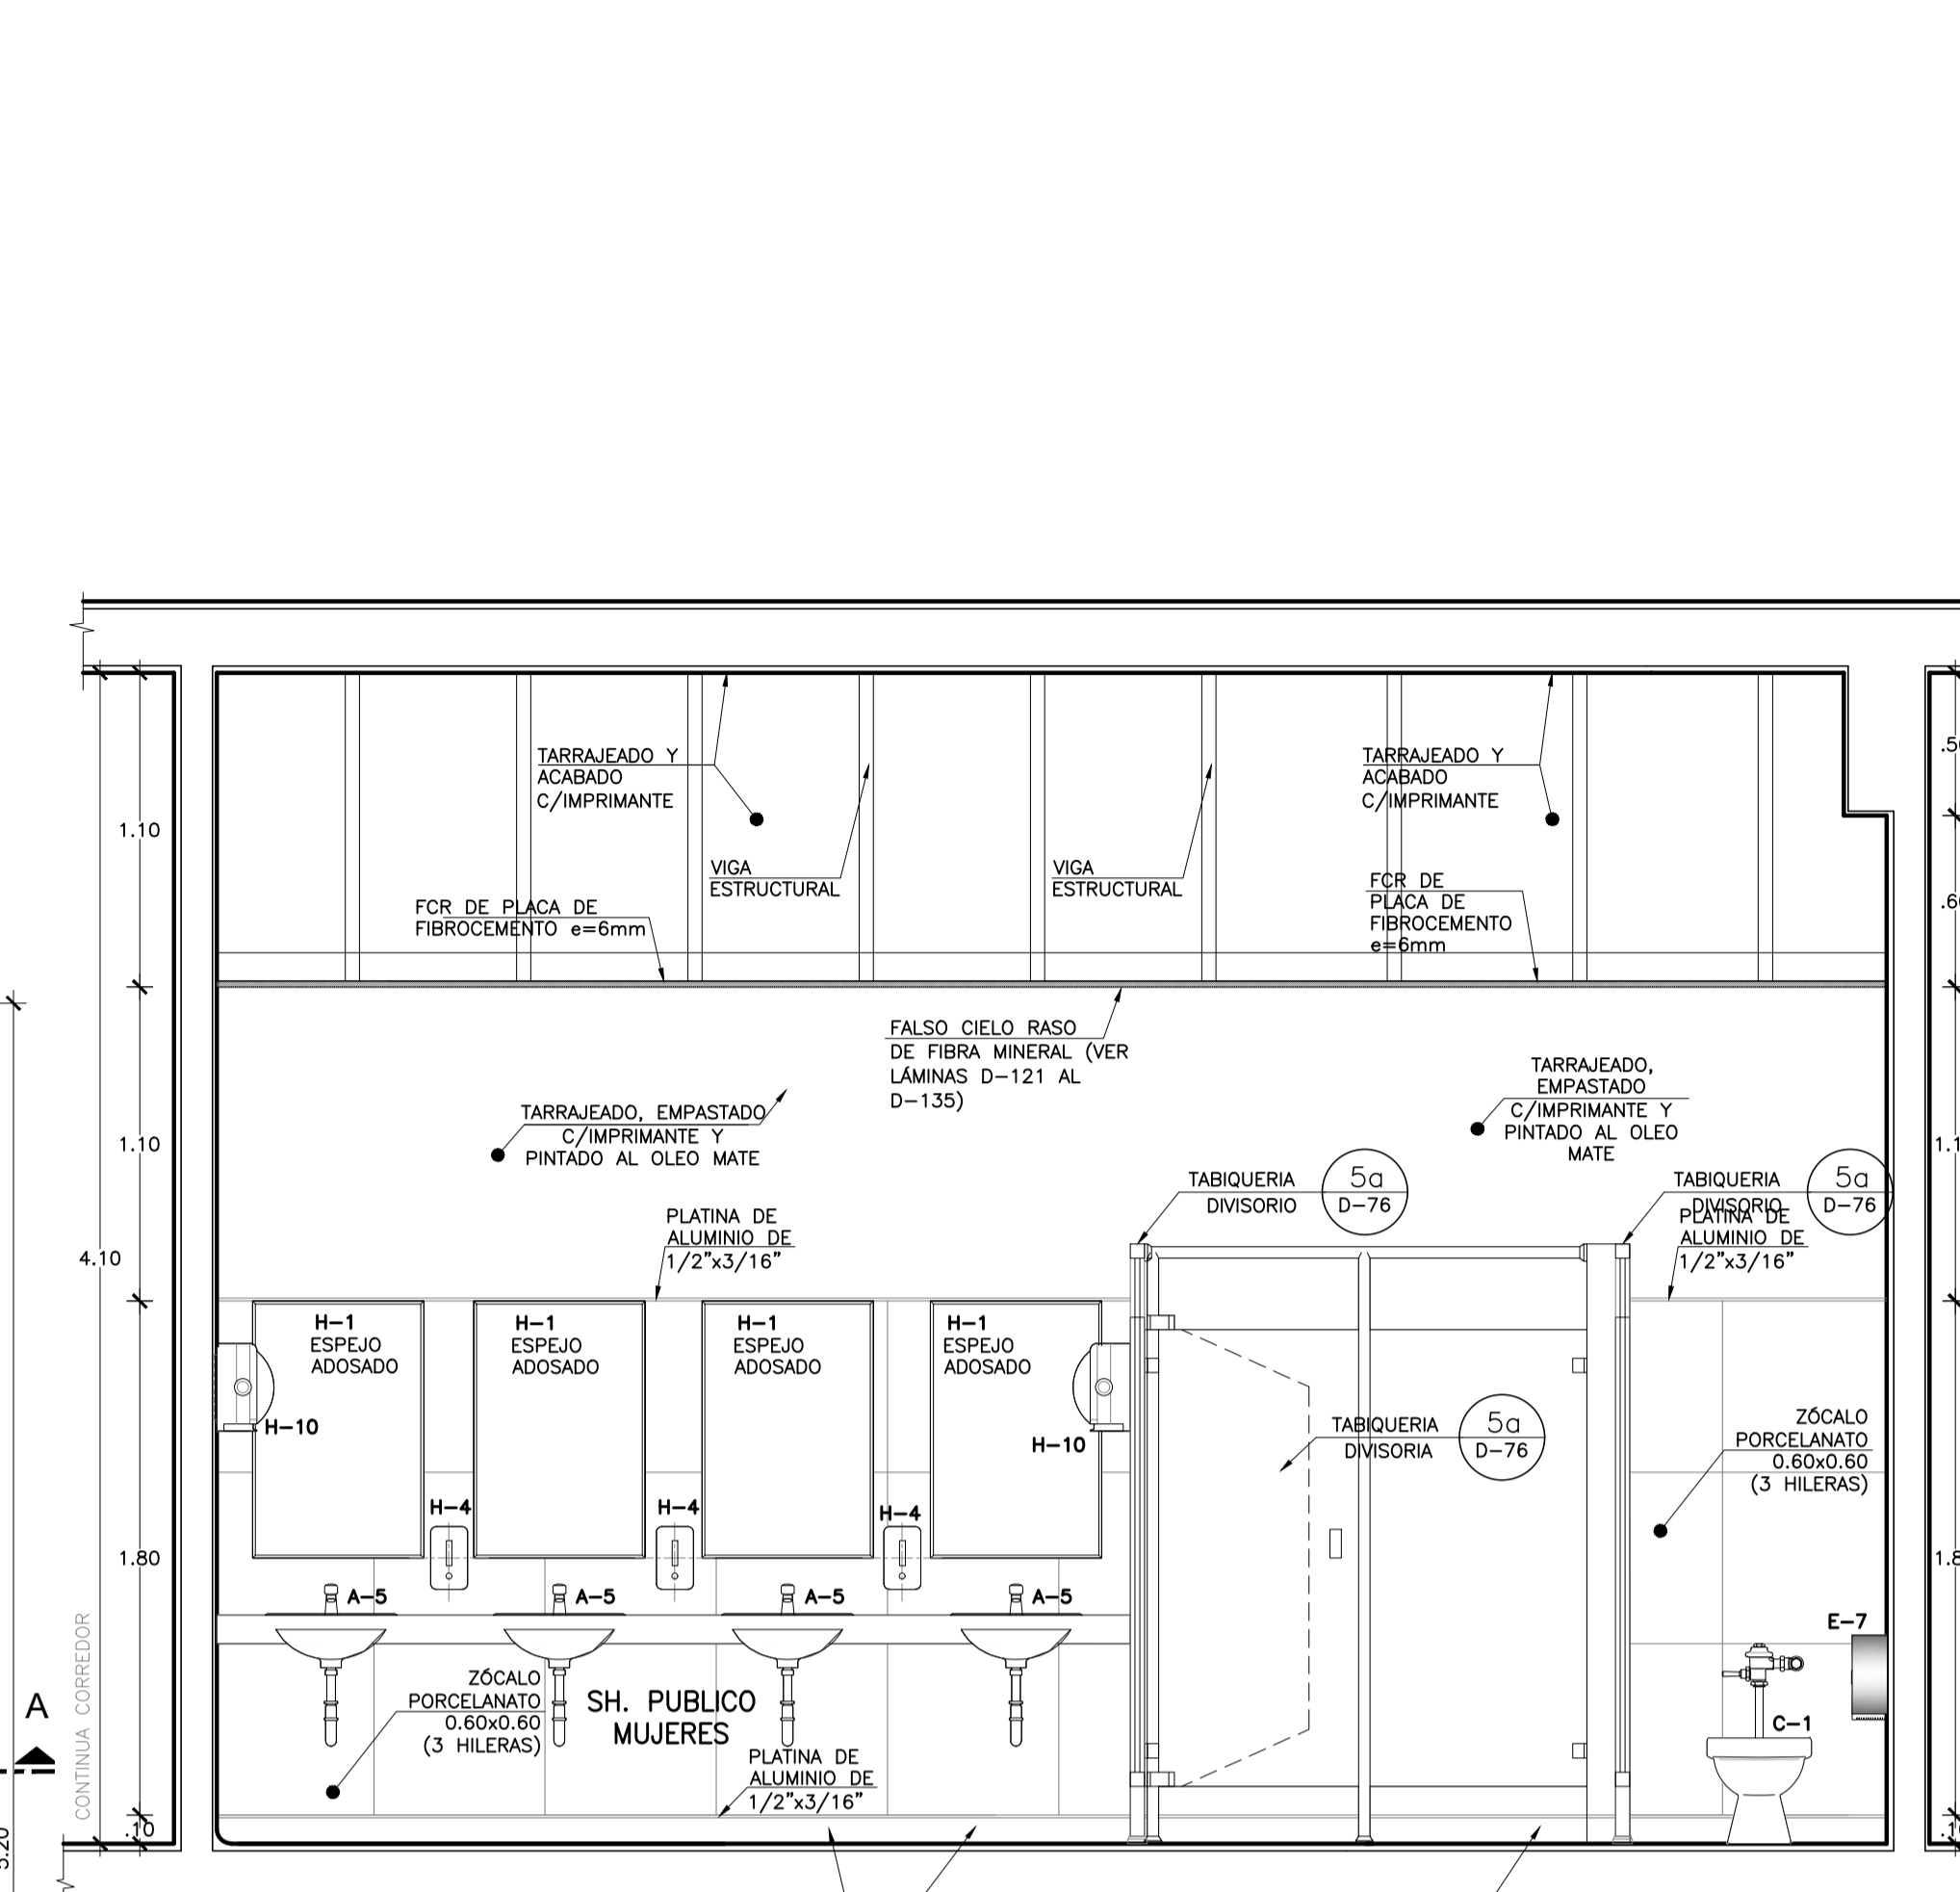 TARRAJEADO Y
ACABADO
C/IMPRIMANTE
TARRAJEADO Y
ACABADO
C/IMPRIMANTE
1.10
VIGA
ESTRUCTURAL
VIGA
ESTRUCTURAL
FCR DE
PLACA DE
FIBROCEMENTO
e=6mm
FCR DE PLACA DE
FIBROCEMENTO e=6mm
FALSO CIELO RASO
DE FIBRA MINERAL (VER
LÁMINAS D-121 AL
D-135)
TARRAJEADO,
EMPASTADO
C/IMPRIMANTE Y
PINTADO AL OLEO
MATE
TARRAJEADO, EMPASTADO
C/IMPRIMANTE Y
PINTADO AL OLEO MATE
1.10
TABIQUERIA
DIVISORIO
5a
D-76
TABIQUERIA
DIVISORIO
5a
D-76
PLATINA DE
ALUMINIO DE
1/2"x3/16"
PLATINA DE
ALUMINIO DE
1/2"x3/16"
4.10
H-1
ESPEJO
ADOSADO
H-1
ESPEJO
ADOSADO
H-1
ESPEJO
ADOSADO
H-1
ESPEJO
ADOSADO
H-10
H-10
TABIQUERIA
DIVISORIA
5a
D-76
ZÓCALO
PORCELANATO
0.60x0.60
(3 HILERAS)
H-4
H-4
H-4
1.80
A-5
A-5
A-5
A-5
E-7
ZÓCALO
PORCELANATO
0.60x0.60
(3 HILERAS)
SH. PUBLICO
MUJERES
C-1
PLATINA DE
ALUMINIO DE
1/2"x3/16"
A
CONTINUA CORREDOR
.10